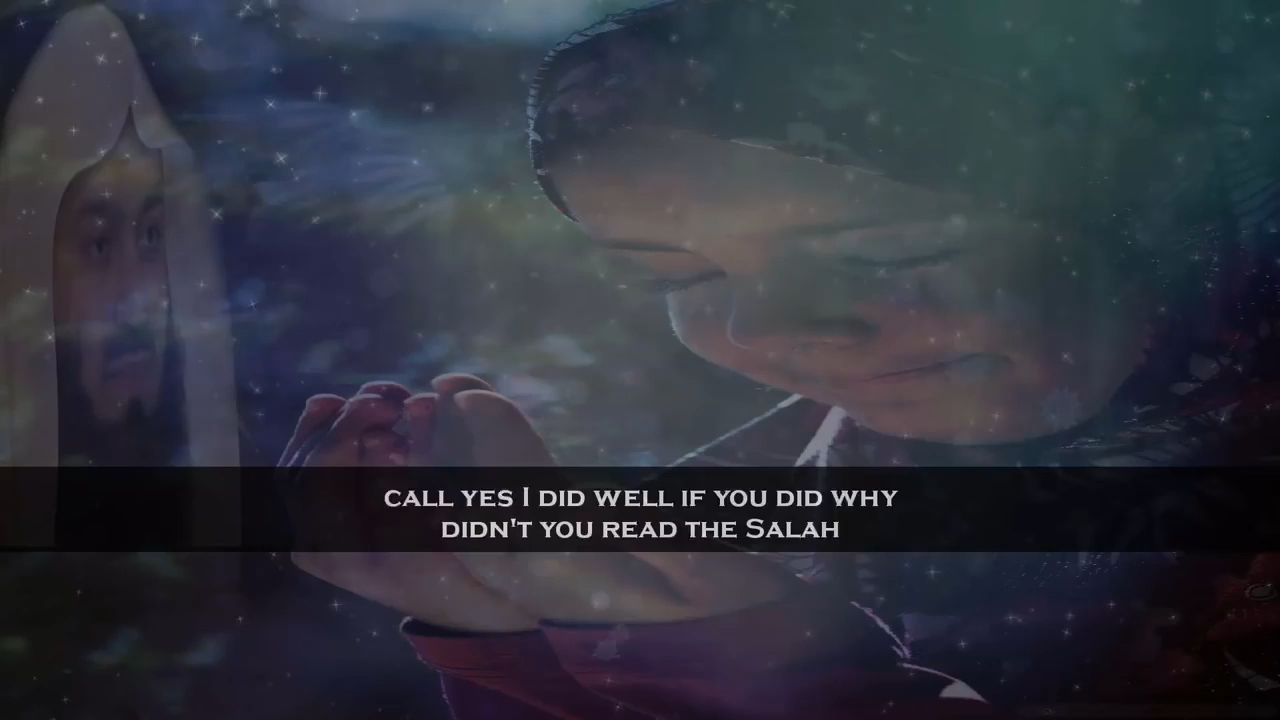 CALL YES I DID WELL IF YOU DID WHY
DIDN'T YOU READ THE SALAH